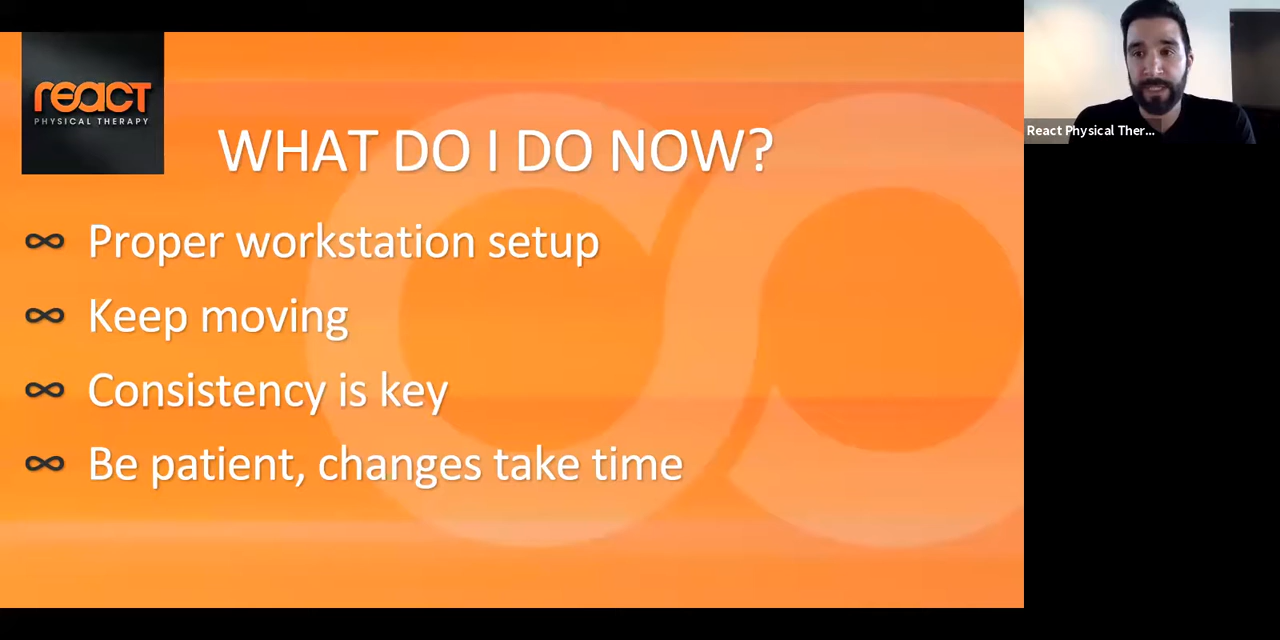 react
PHYSICAL THERAPY
WHAT DO I DO NOW?
∞ Proper workstation setup
∞ Keep moving
∞ Consistency is key
∞ Be patient, changes take time
React Physical Ther...